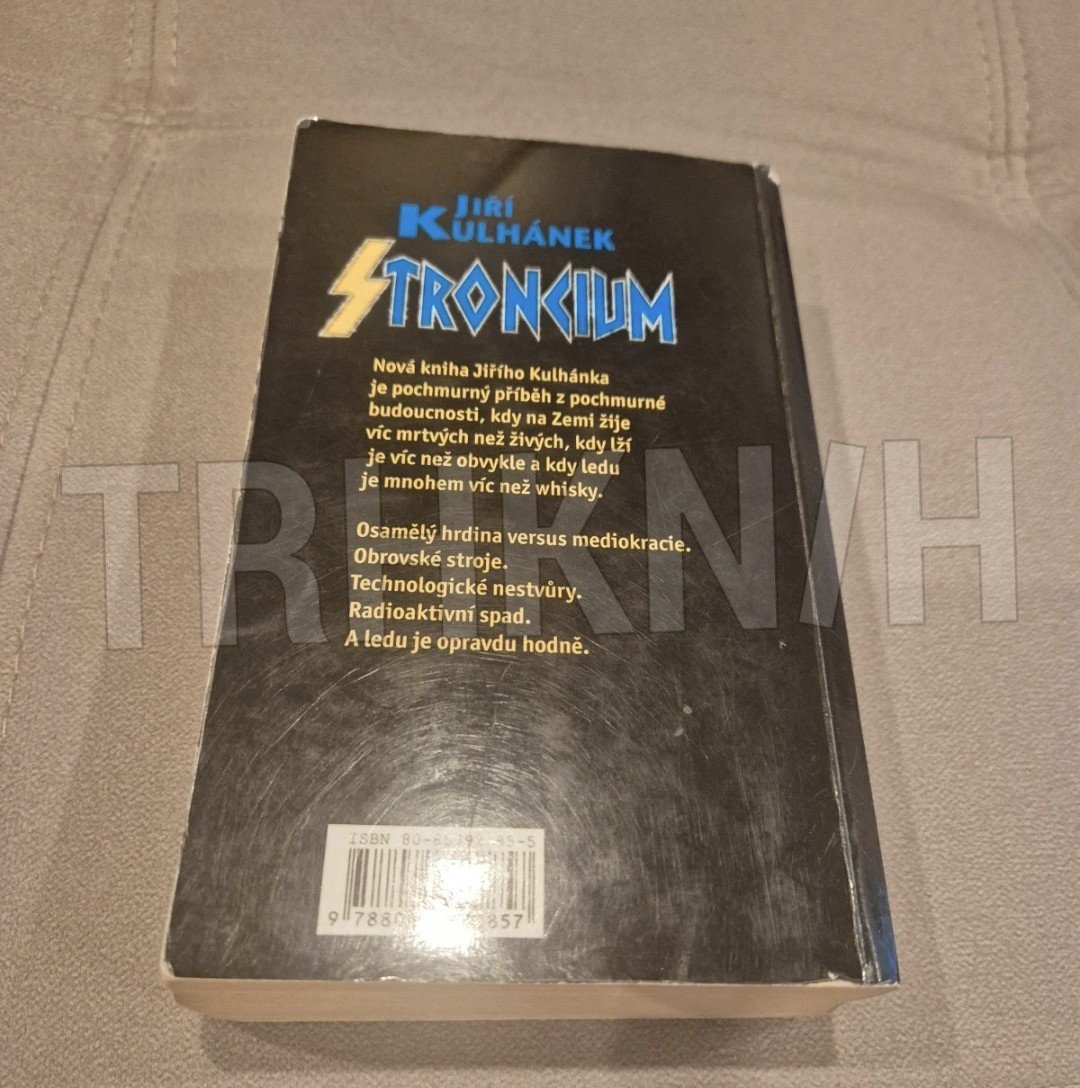 JIŘÍ
KULHÁNEK
STRONCIUM
Nová kniha Jiřího Kulhánka
je pochmurný příběh z pochmurné
budoucnosti, kdy na Zemi žije
víc mrtvých než živých, kdy lží
je víc než obvykle a kdy ledu
je mnohem víc než whisky.
Osamělý hrdina versus mediokracie.
Obrovské stroje.
Technologické nestvůry.
Radioaktivní spad.
A ledu je opravdu hodně.
ISBN
TRHKNIH